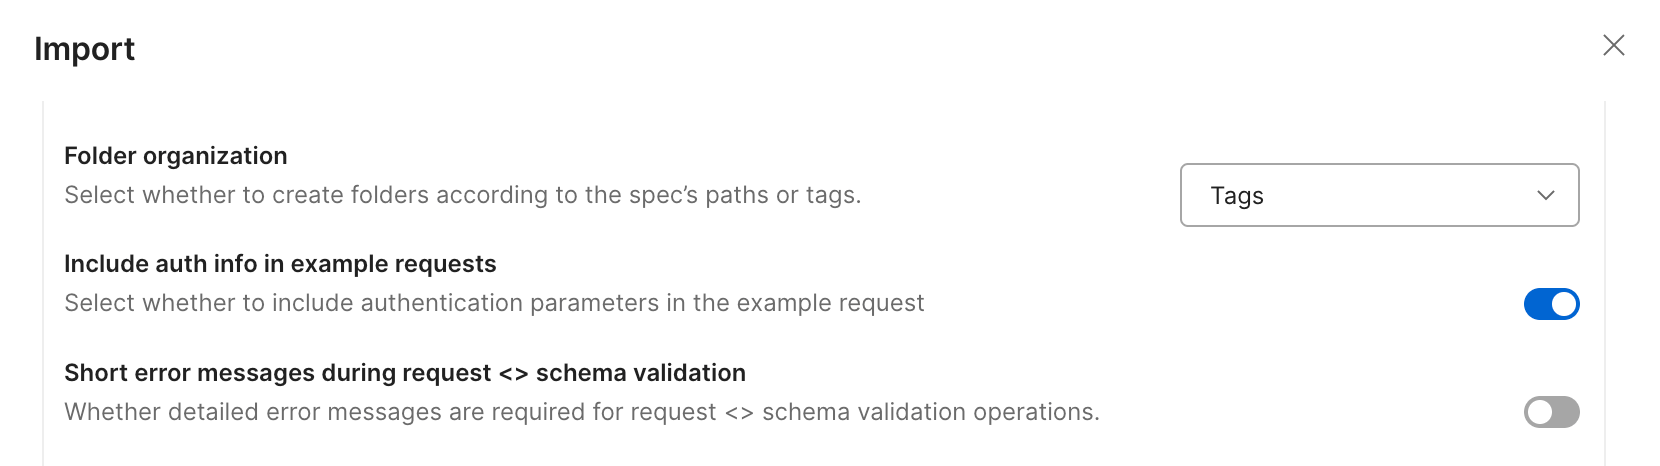 Import
Folder organization
Select whether to create folders according to the spec’s paths or tags.
Tags
Include auth info in example requests
Select whether to include authentication parameters in the example request
Short error messages during request <> schema validation
Whether detailed error messages are required for request <> schema validation operations.